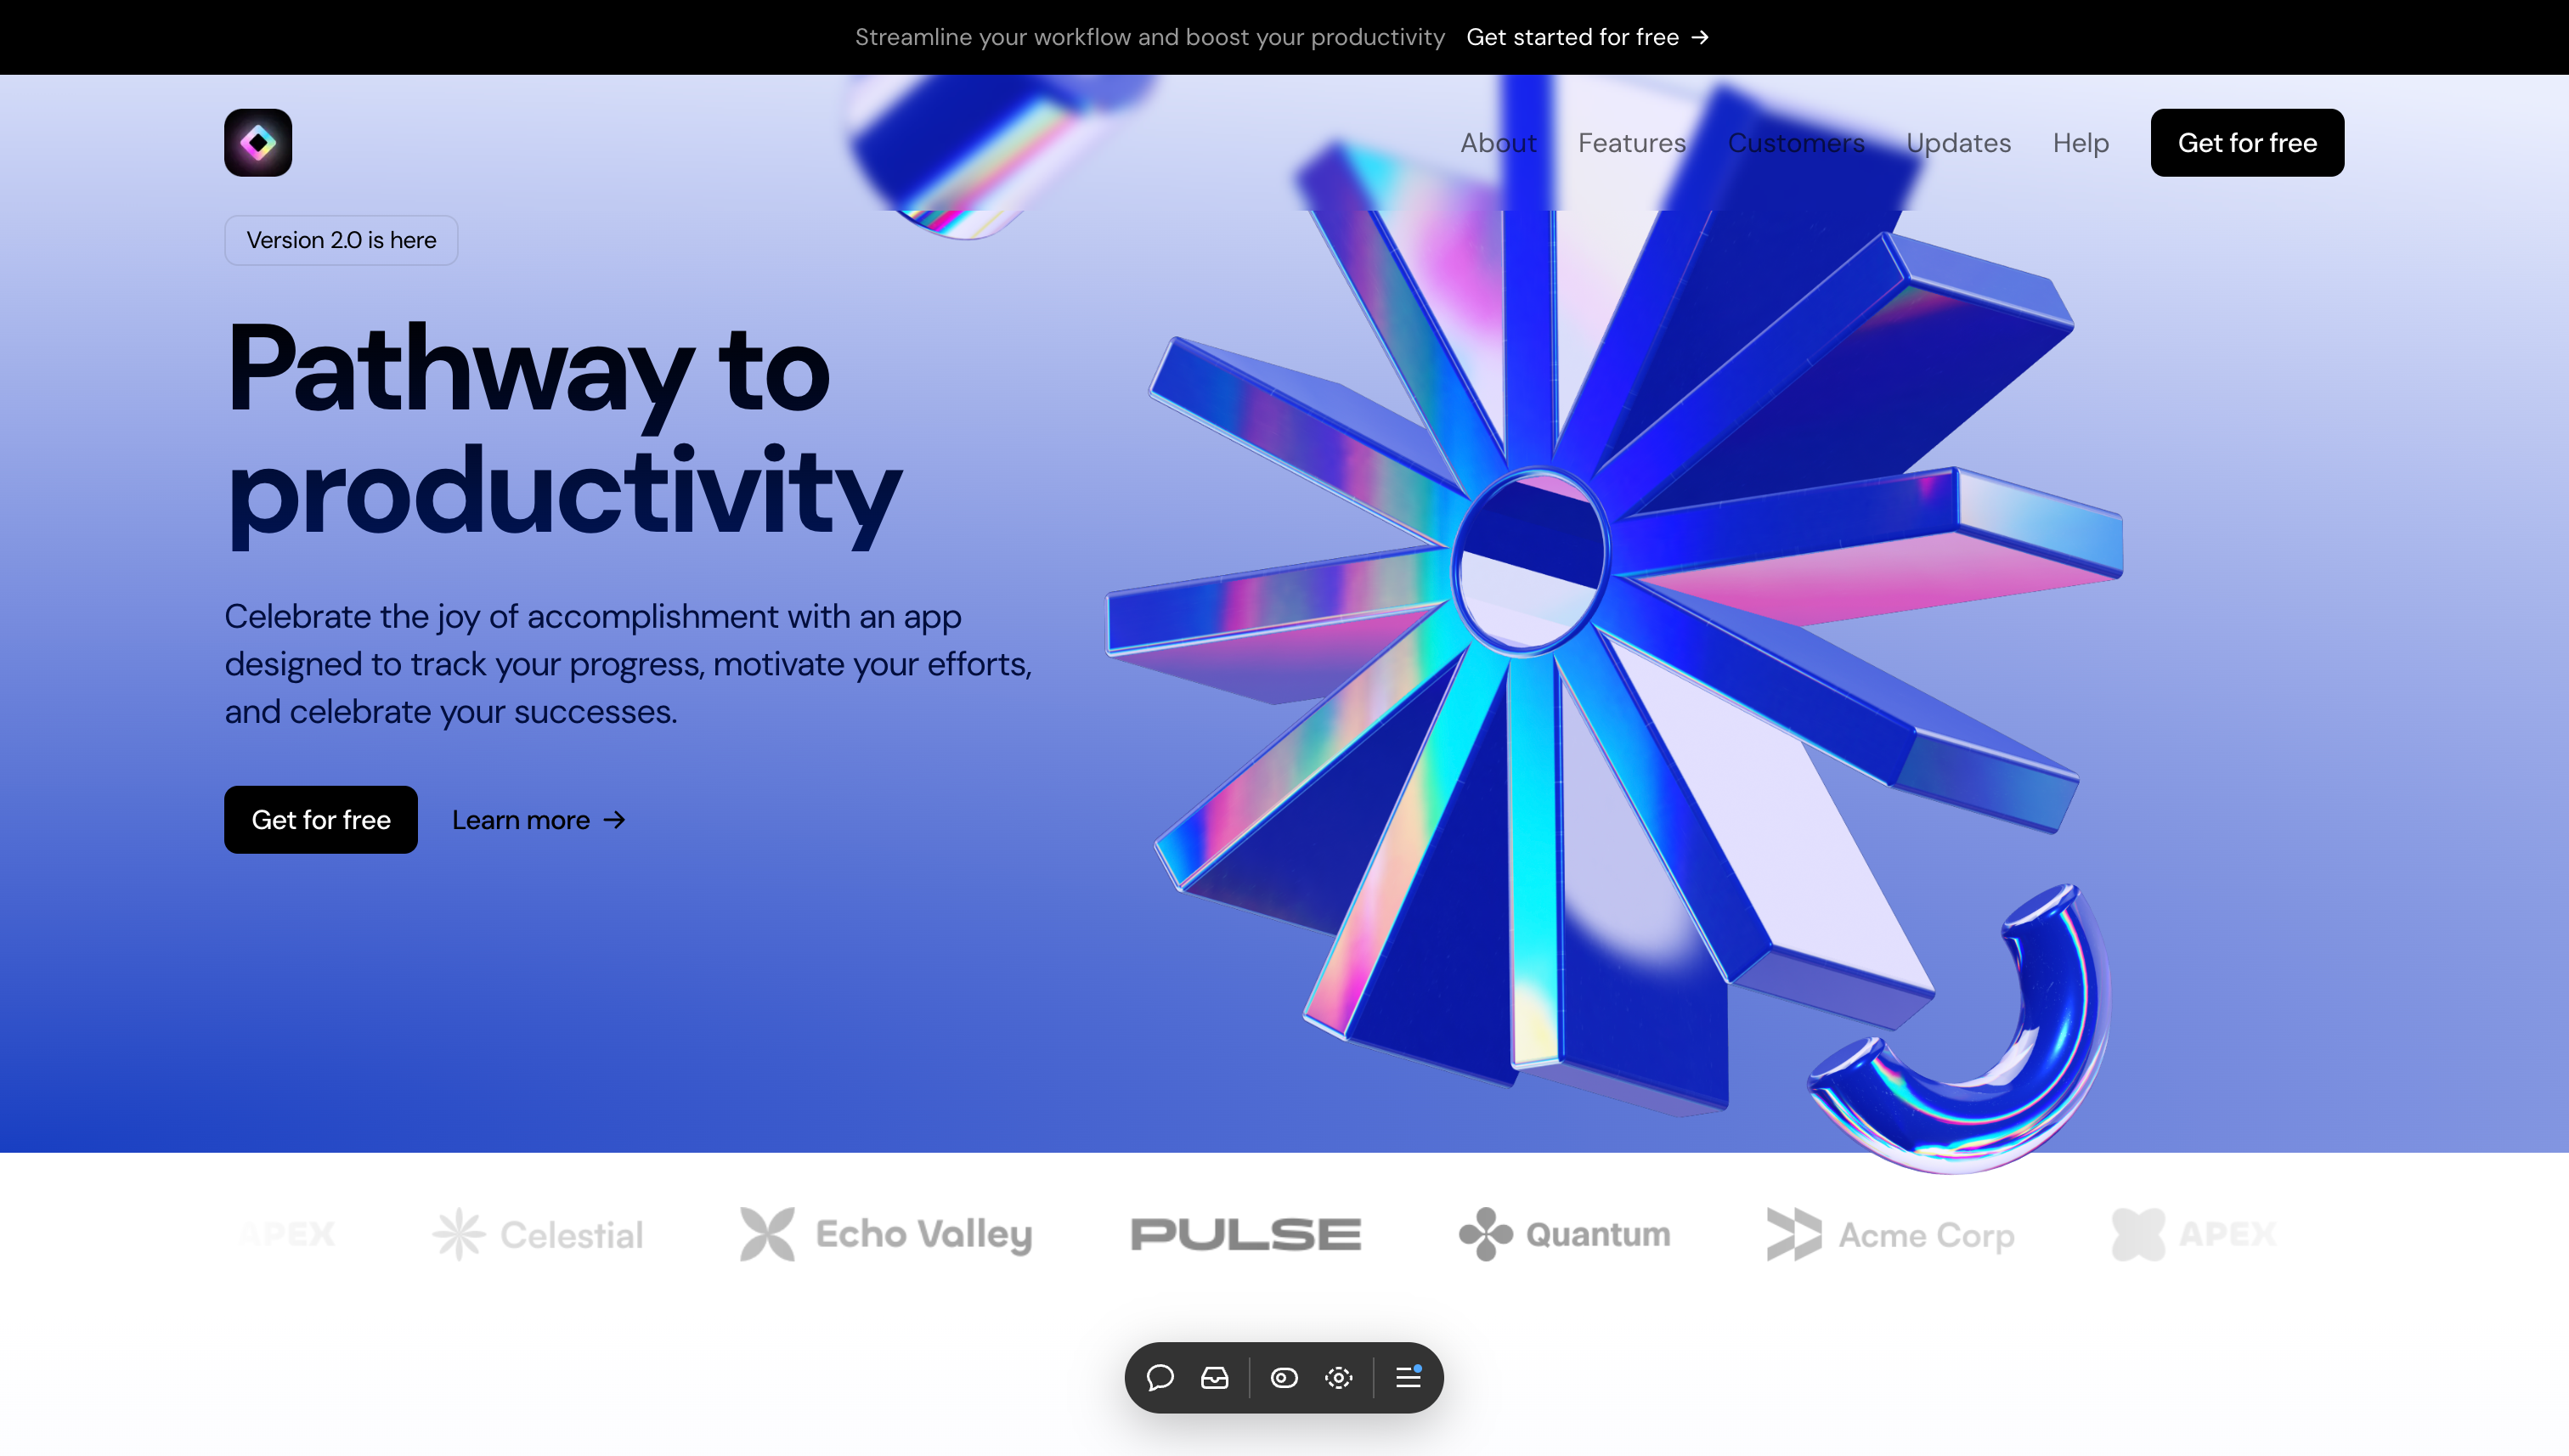 Streamline your workflow and boost your productivity Get started for free →
About Features Customers Updates Help Get for free
Version 2.0 is here
Pathway to
productivity
Celebrate the joy of accomplishment with an app
designed to track your progress, motivate your efforts,
and celebrate your successes.
Get for free Learn more →
APEX Celestial Echo Valley PULSE Quantum Acme Corp APEX